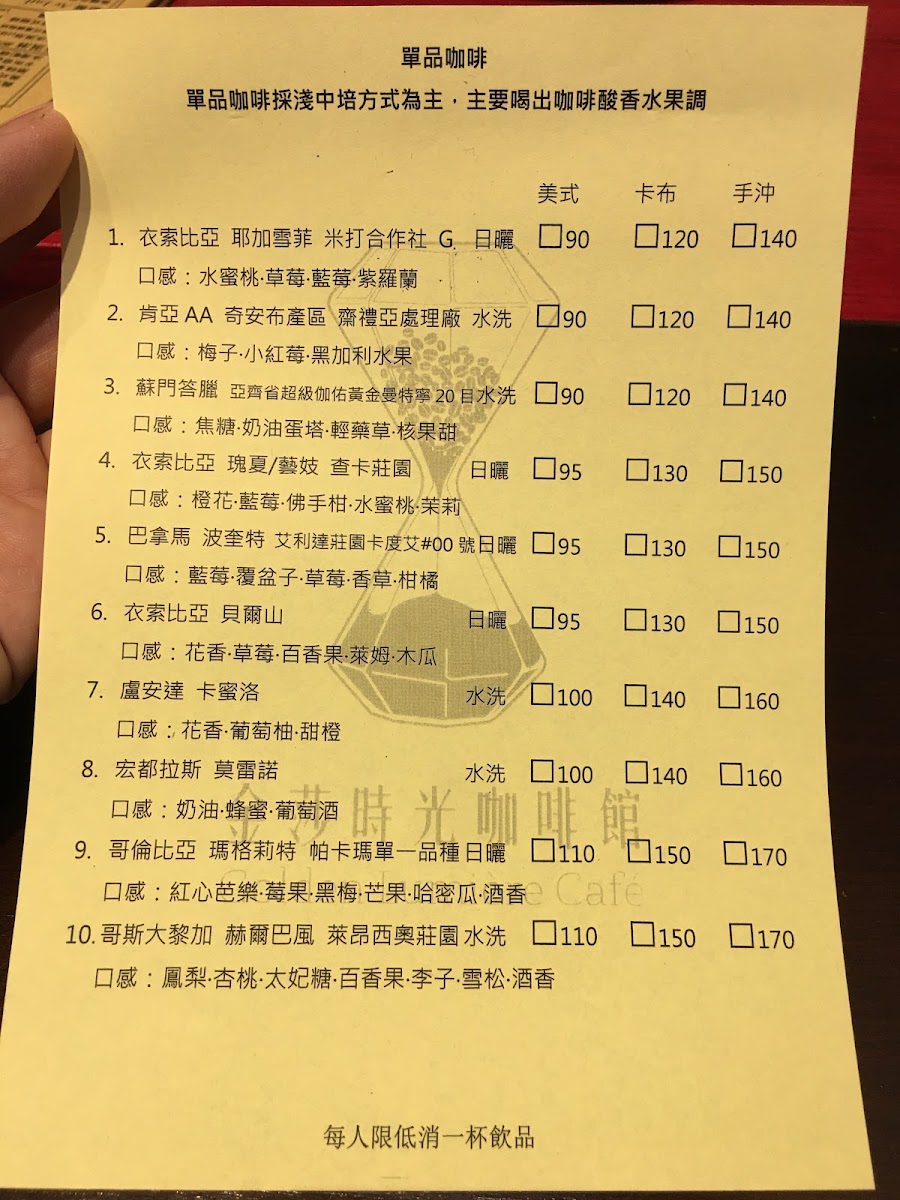 單品咖啡
單品咖啡採淺中培方式為主，主要喝出咖啡酸香水果調
美式 卡布 手沖
1. 衣索比亞 耶加雪菲 米打合作社 G. 日曬 □90 □120 □140
口感：水蜜桃·草莓·藍莓·紫羅蘭
2. 肯亞AA 奇安布產區 齋禮亞處理廠 水洗 □90 □120 □140
口感：梅子·小紅莓·黑加利水果
3. 蘇門答臘 亞齊省超級伽佑黃金曼特寧 20 目水洗 □90 □120 □140
口感：焦糖·奶油蛋塔·輕藥草·核果甜
4. 衣索比亞 瑰夏/藝妓 查卡莊園 日曬 □95 □130 □150
口感：橙花·藍莓·佛手柑·水蜜桃·茉莉
5. 巴拿馬 波奎特 艾利達莊園卡度艾#00 號日曬 □95 □130 □150
口感：藍莓·覆盆子·草莓·香草·柑橘
6. 衣索比亞 貝爾山 日曬 □95 □130 □150
口感：花香·草莓·百香果·萊姆·木瓜
7. 盧安達 卡蜜洛 水洗 □100 □140 □160
口感：花香·葡萄柚·甜橙
8. 宏都拉斯 莫雷諾 水洗 □100 □140 □160
口感：奶油·蜂蜜·葡萄酒
金莎時光咖啡館
9. 哥倫比亞 瑪格莉特 帕卡瑪單一品種日曬 □110 □150 □170
口感：紅心芭樂·莓果·黑梅·芒果·哈密瓜·酒香
Golden Lumière Café
10. 哥斯大黎加 赫爾巴風 萊昂西奧莊園 水洗 □110 □150 □170
口感：鳳梨·杏桃·太妃糖·百香果·李子·雪松·酒香
每人限低消一杯飲品